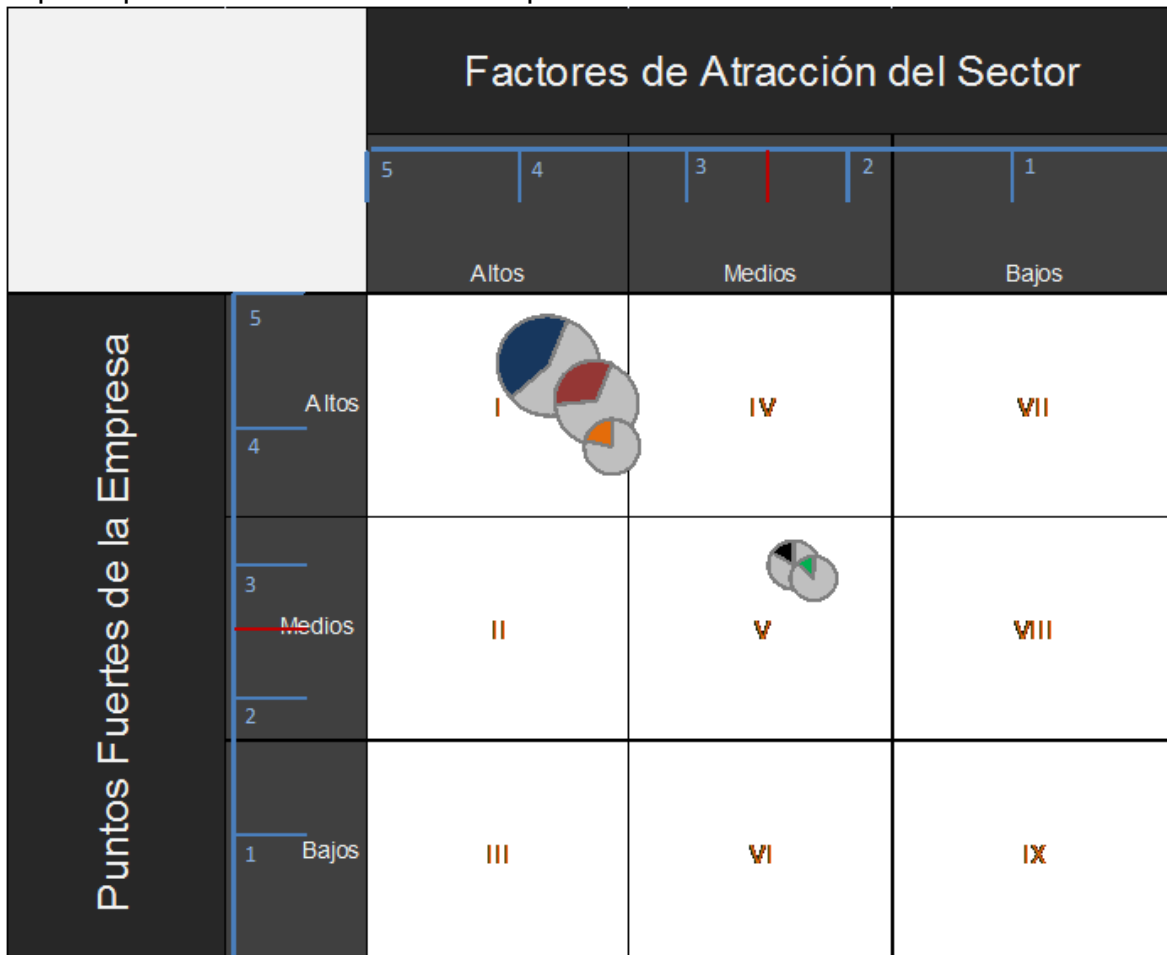 Factores de Atracción del Sector
5 4 3 2 1
Altos Medios Bajos
Puntos Fuertes de la Empresa
5
Altos
I IV VII
4
3
Medios
II V VIII
2
1
Bajos
III VI IX